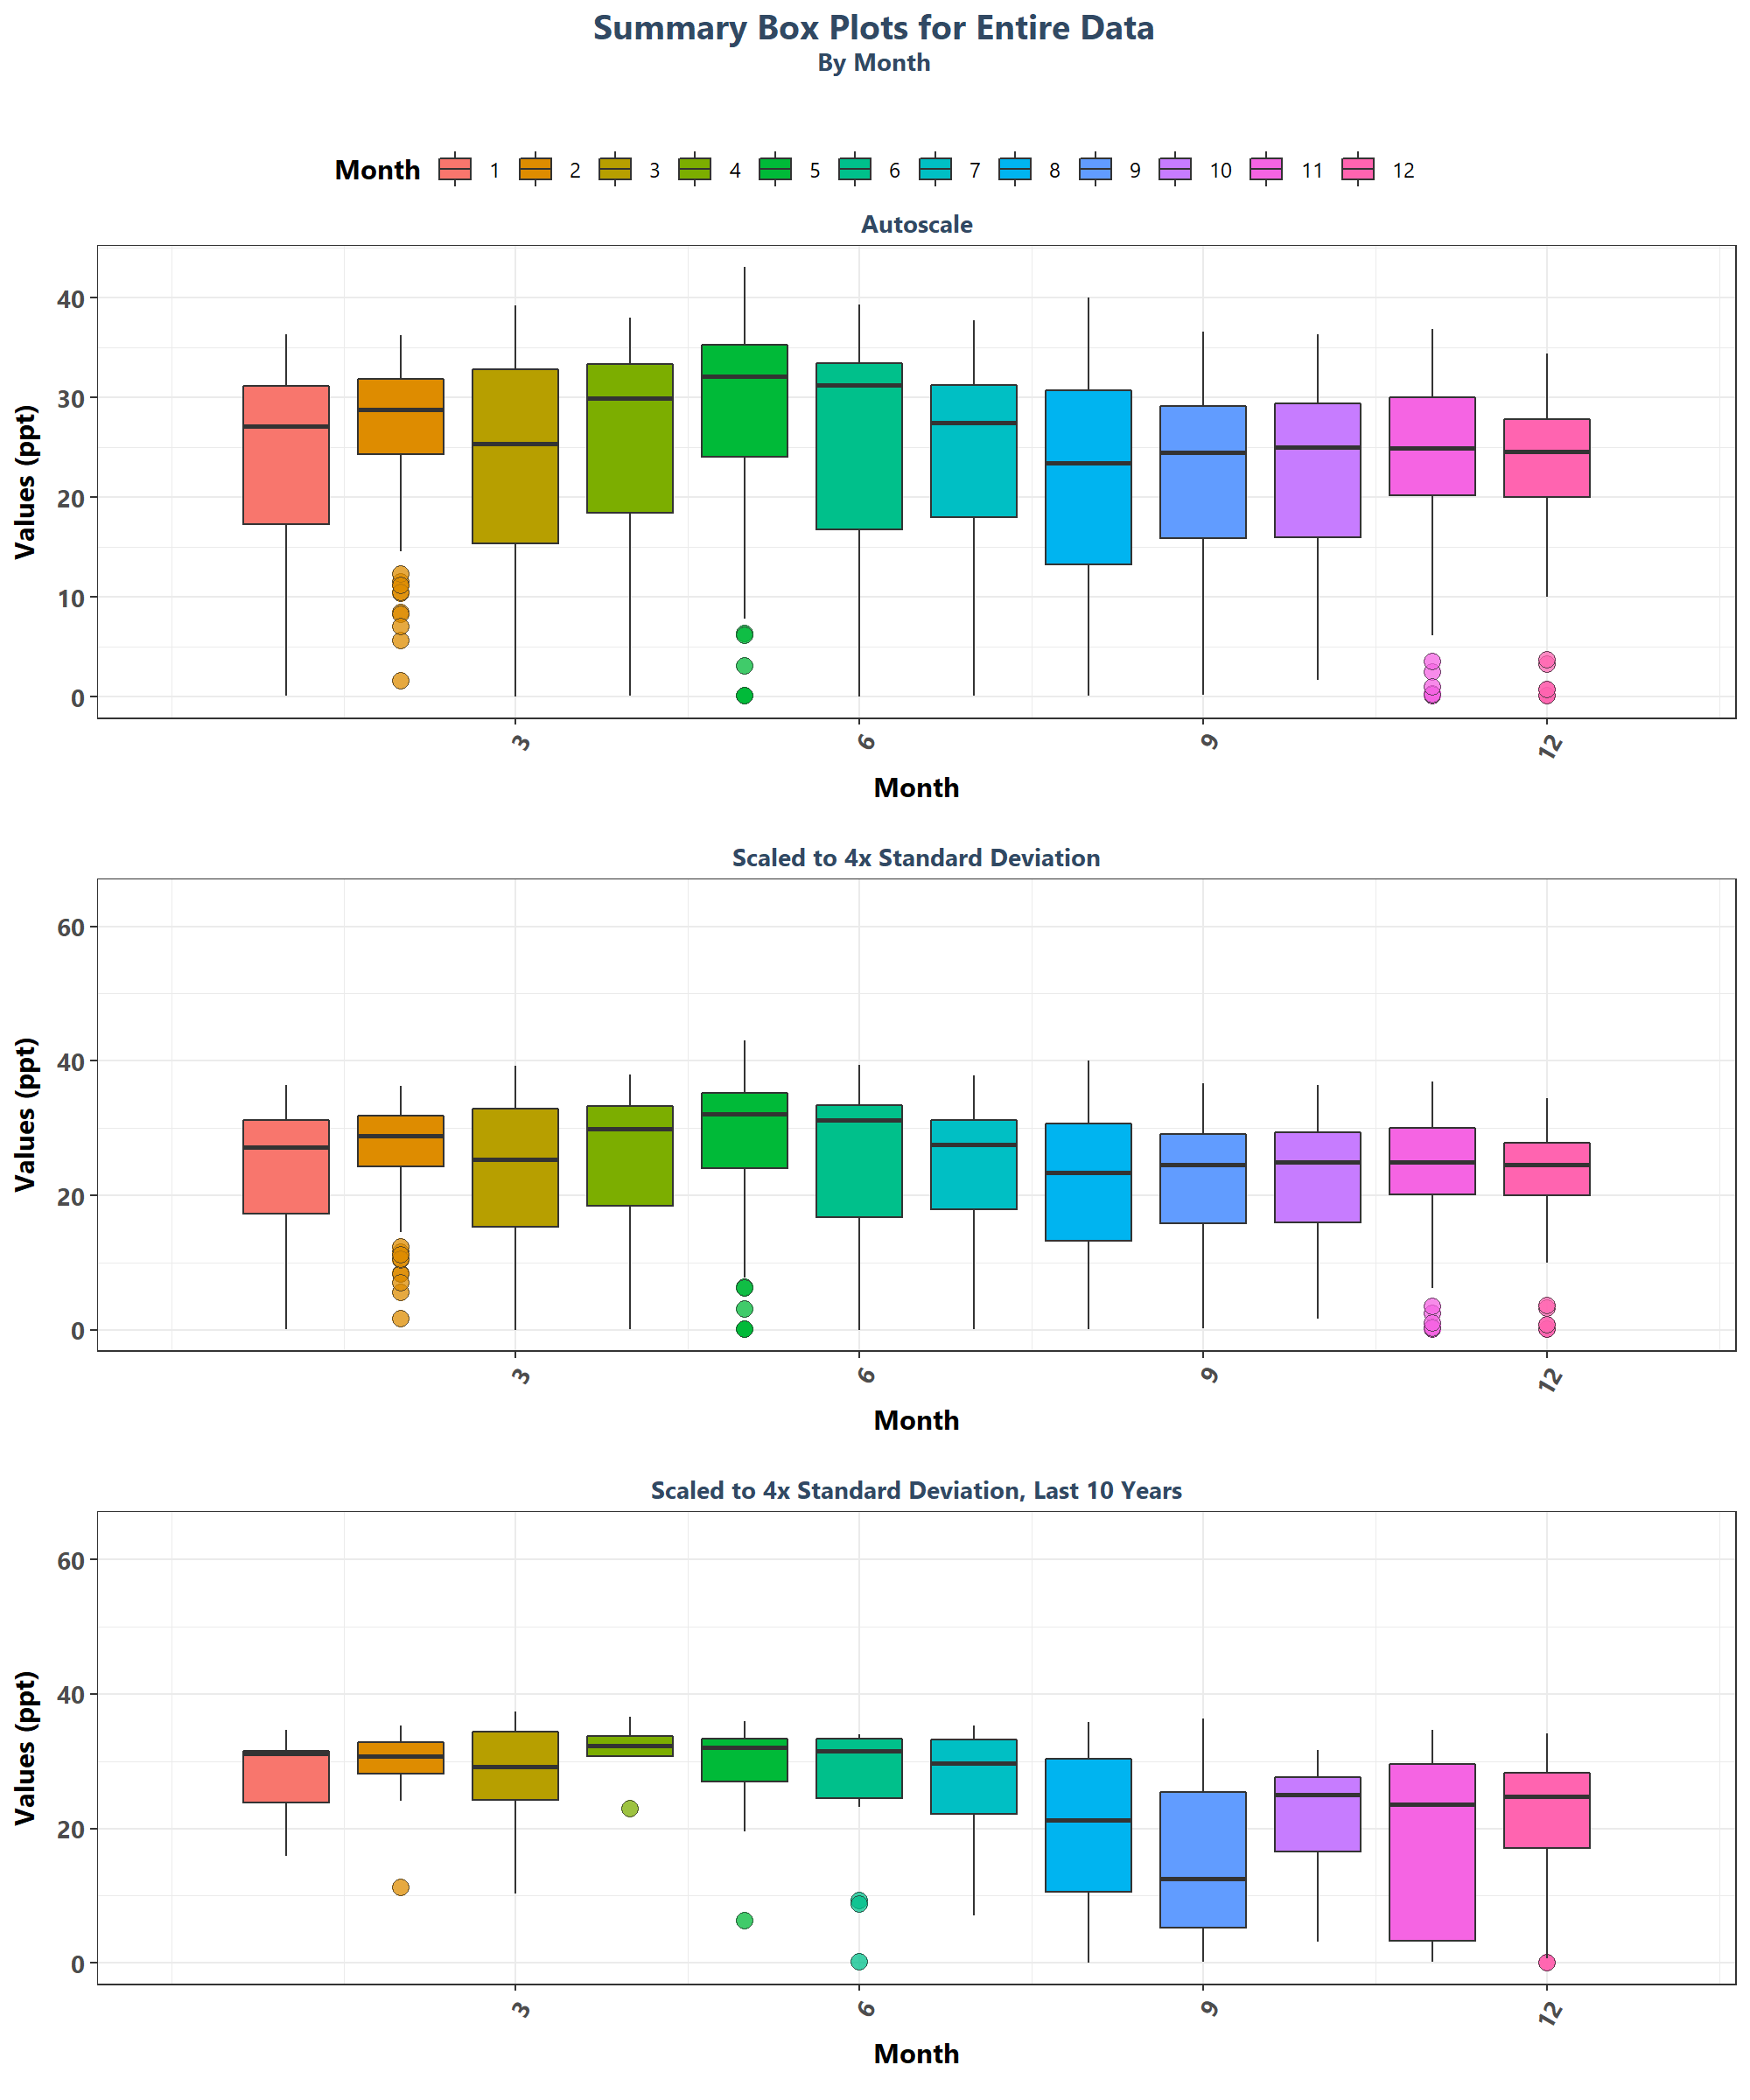 Summary Box Plots for Entire Data
By Month
Month 1 2 3 4 5 6 7 8 9 10 11 12
Autoscale
Values (ppt)
40
30
20
10
0
3 6 9 12
Month
Scaled to 4x Standard Deviation
Values (ppt)
60
40
20
0
3 6 9 12
Month
Scaled to 4x Standard Deviation, Last 10 Years
Values (ppt)
60
40
20
0
3 6 9 12
Month